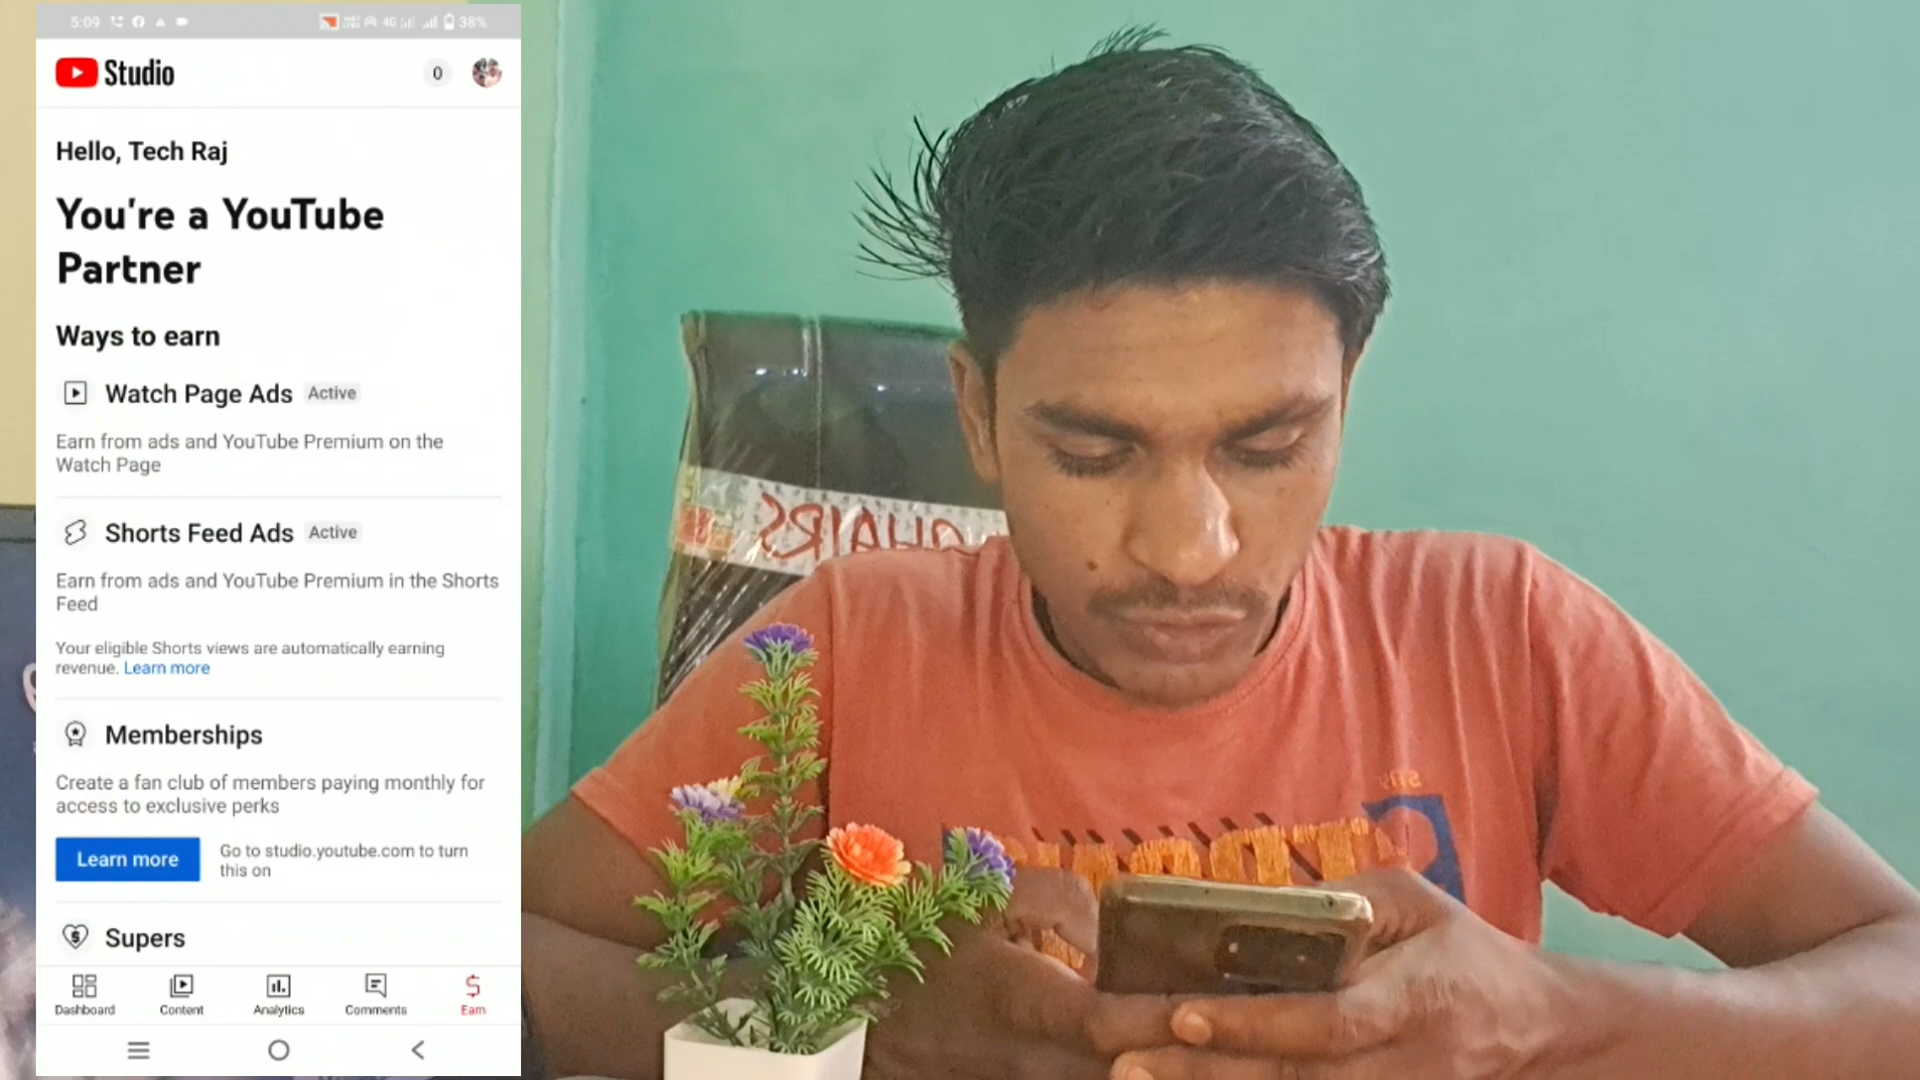 5:09
4G
38%
Studio
0
Hello, Tech Raj
You're a YouTube
Partner
Ways to earn
Watch Page Ads Active
Earn from ads and YouTube Premium on the
Watch Page
Shorts Feed Ads Active
Earn from ads and YouTube Premium in the Shorts
Feed
Your eligible Shorts views are automatically earning
revenue. Learn more
Memberships
Create a fan club of members paying monthly for
access to exclusive perks
Learn more
Go to studio.youtube.com to turn
this on
Supers
Dashboard
Content
Analytics
Comments
Earn
CHAIRS